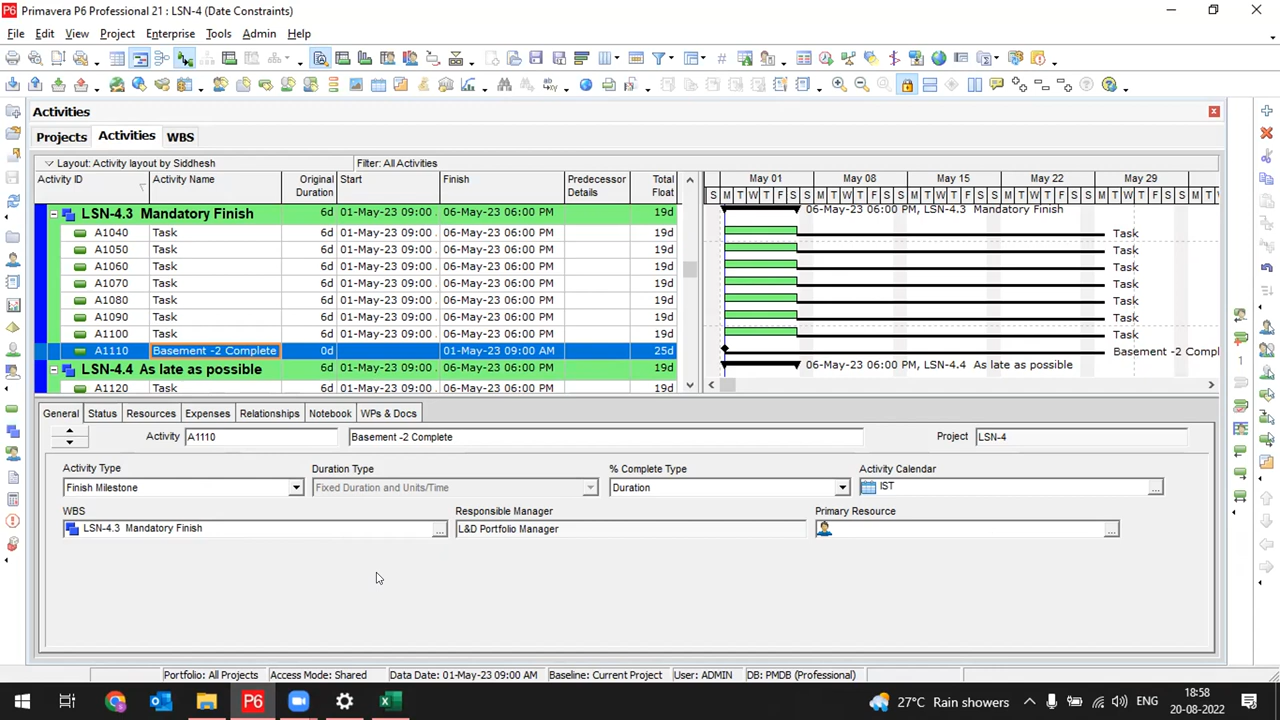 Primavera P6 Professional 21 : LSN-4 (Date Constraints)
File Edit View Project Enterprise Tools Admin Help
Activities
Projects Activities WBS
Layout: Activity layout by Siddhesh Filter: All Activities
Activity ID Activity Name Original Duration Start Finish Predecessor Details Total Float May 01 May 08 May 15 May 22 May 29
S M T W T F S S M T W T F S S M T W T F S S M T W T F S S M T W T F S S
LSN-4.3 Mandatory Finish 6d 01-May-23 09:00 . 06-May-23 06:00 PM 19d 06-May-23 06:00 PM, LSN-4.3 Mandatory Finish
A1040 Task 6d 01-May-23 09:00 . 06-May-23 06:00 PM 19d Task
A1050 Task 6d 01-May-23 09:00 . 06-May-23 06:00 PM 19d Task
A1060 Task 6d 01-May-23 09:00 . 06-May-23 06:00 PM 19d Task
A1070 Task 6d 01-May-23 09:00 . 06-May-23 06:00 PM 19d Task
A1080 Task 6d 01-May-23 09:00 . 06-May-23 06:00 PM 19d Task
A1090 Task 6d 01-May-23 09:00 . 06-May-23 06:00 PM 19d Task
A1100 Task 6d 01-May-23 09:00 . 06-May-23 06:00 PM 19d Task
A1110 Basement -2 Complete 0d 01-May-23 09:00 AM 25d Basement -2 Compl
LSN-4.4 As late as possible 6d 01-May-23 09:00 . 06-May-23 06:00 PM 19d 06-May-23 06:00 PM, LSN-4.4 As late as possible
A1120 Task 6d 01-May-23 09:00 . 06-May-23 06:00 PM 19d
General Status Resources Expenses Relationships Notebook WPs & Docs
Activity A1110 Basement -2 Complete Project LSN-4
Activity Type Duration Type % Complete Type Activity Calendar
Finish Milestone Fixed Duration and Units/Time Duration IST
WBS Responsible Manager Primary Resource
LSN-4.3 Mandatory Finish L&D Portfolio Manager
Portfolio: All Projects Access Mode: Shared Data Date: 01-May-23 09:00 AM Baseline: Current Project User: ADMIN DB: PMDB (Professional)
27°C Rain showers ENG 18:58
20-08-2022